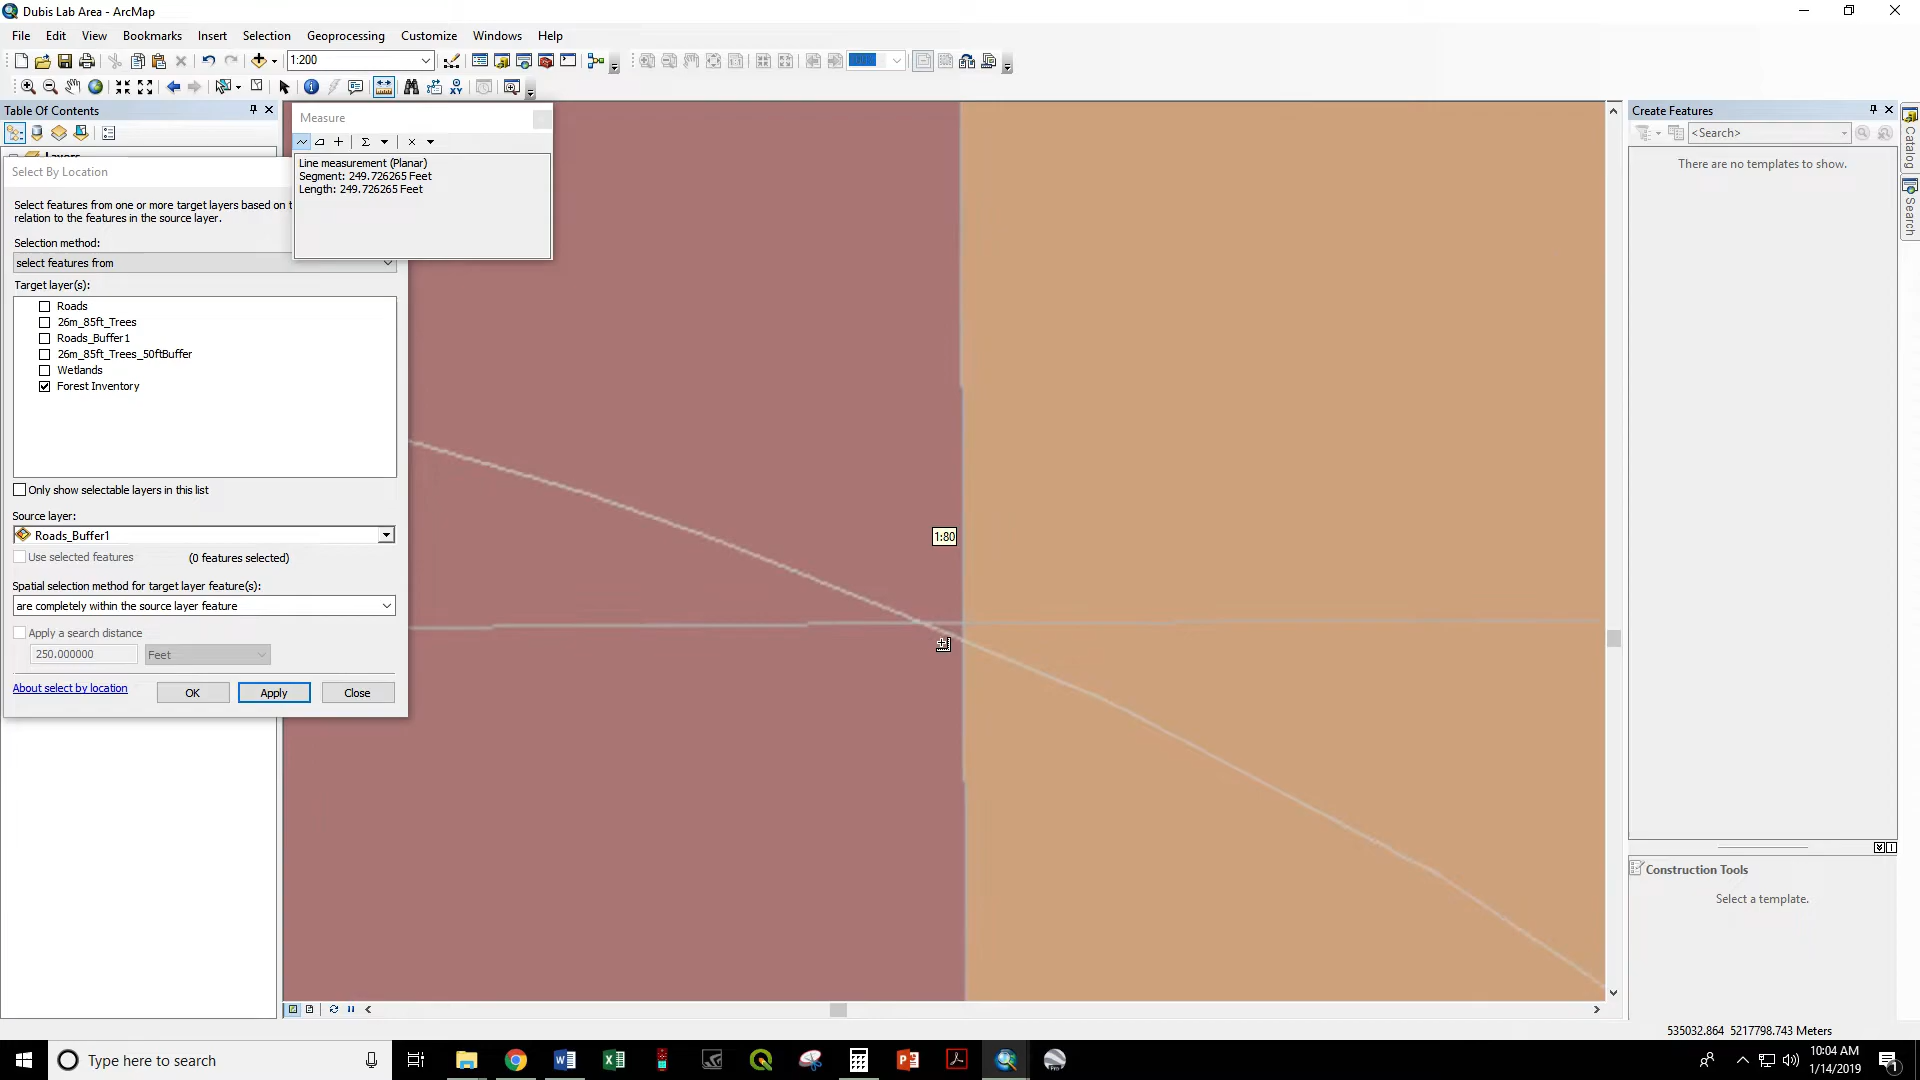 Dubis Lab Area - ArcMap
File Edit View Bookmarks Insert Selection Geoprocessing Customize Windows Help
1:200
Table Of Contents
Measure
Create Features
<Search>
There are no templates to show.
Catalog
Search
Line measurement (Planar)
Segment: 249.726265 Feet
Length: 249.726265 Feet
Select By Location
Select features from one or more target layers based on t
relation to the features in the source layer.
Selection method:
select features from
Target layer(s):
Roads
26m_85ft_Trees
Roads_Buffer1
26m_85ft_Trees_50ftBuffer
Wetlands
Forest Inventory
Only show selectable layers in this list
Source layer:
Roads_Buffer1
Use selected features (0 features selected)
Spatial selection method for target layer feature(s):
are completely within the source layer feature
Apply a search distance
250.000000 Feet
About select by location OK Apply Close
1:80
Construction Tools
Select a template.
535032.864 5217798.743 Meters
Type here to search
10:04 AM
1/14/2019